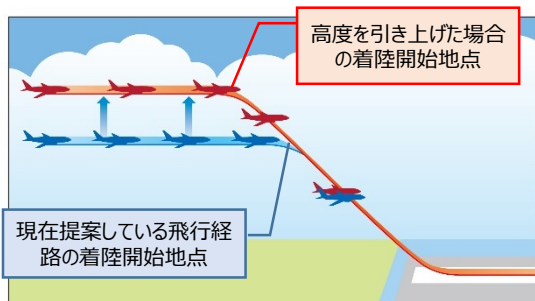 高度を引き上げた場合
の着陸開始地点
現在提案している飛行経
路の着陸開始地点